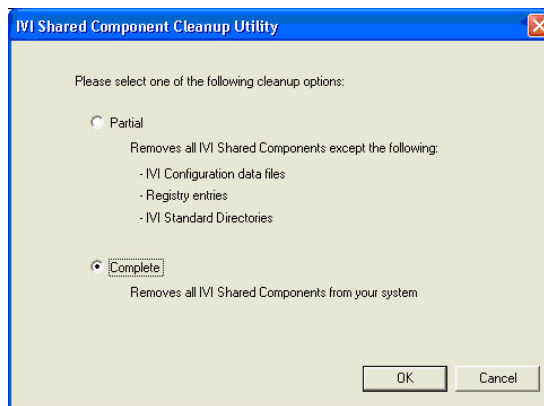 IVI Shared Component Cleanup Utility
Please select one of the following cleanup options:
Partial
Removes all IVI Shared Components except the following:
- IVI Configuration data files
- Registry entries
- IVI Standard Directories
Complete
Removes all IVI Shared Components from your system
OK Cancel